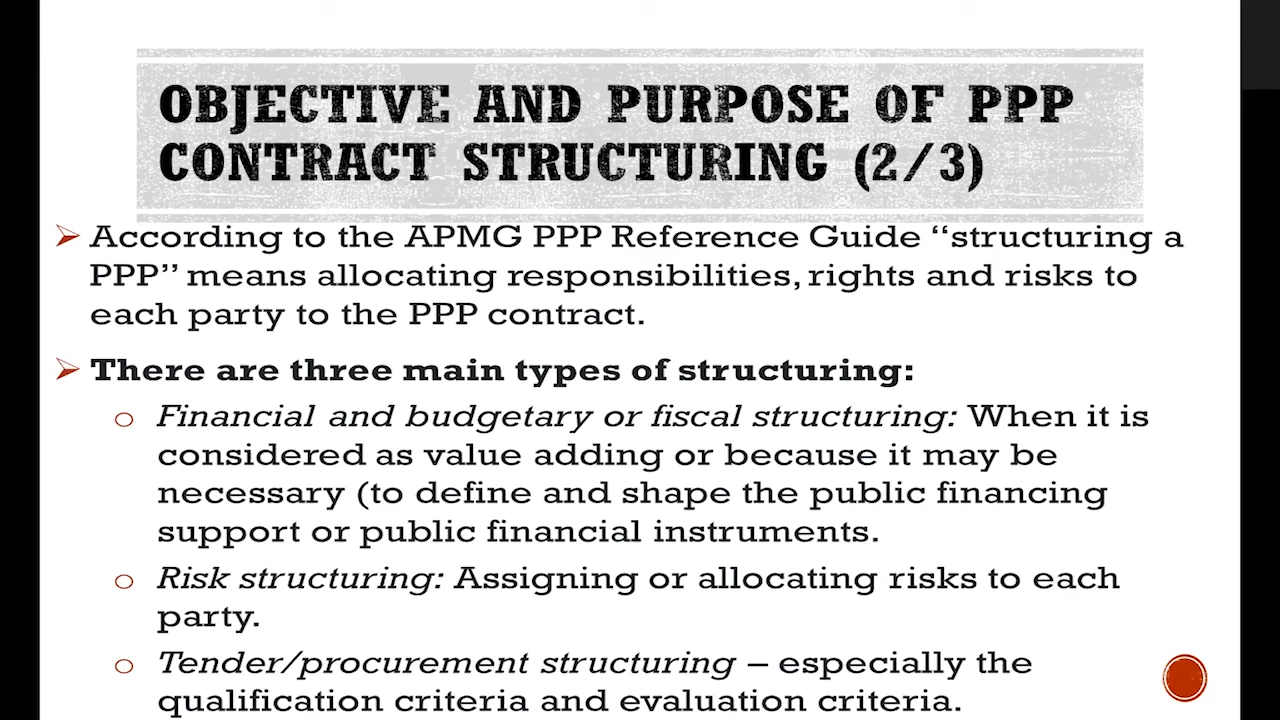 OBJECTIVE AND PURPOSE OF PPP
CONTRACT STRUCTURING (2/3)
According to the APMG PPP Reference Guide “structuring a
PPP” means allocating responsibilities, rights and risks to
each party to the PPP contract.
There are three main types of structuring:
Financial and budgetary or fiscal structuring: When it is
considered as value adding or because it may be
necessary (to define and shape the public financing
support or public financial instruments.
Risk structuring: Assigning or allocating risks to each
party.
Tender/procurement structuring – especially the
qualification criteria and evaluation criteria.